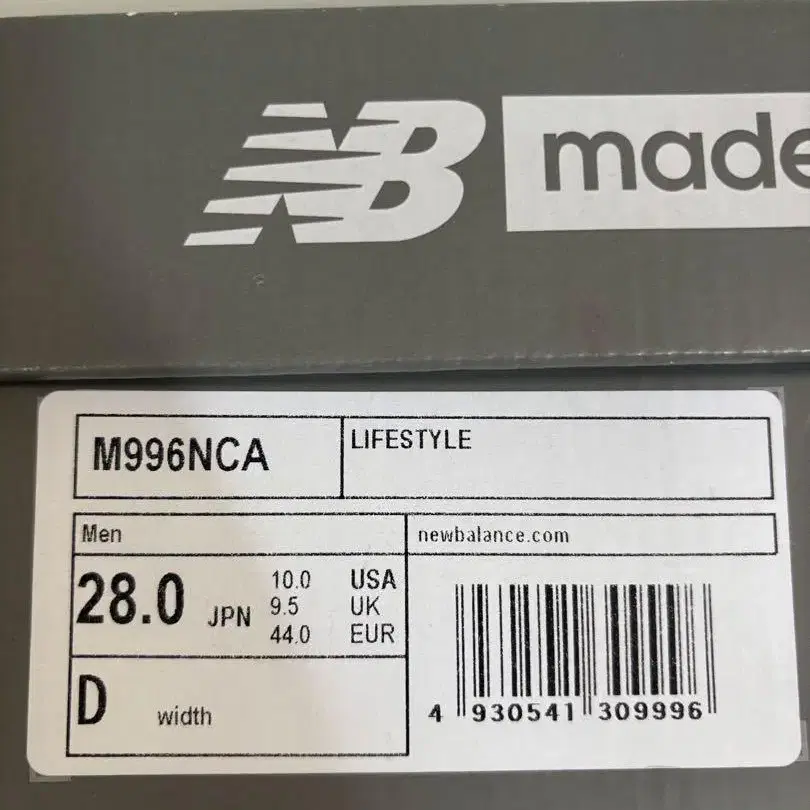 NB made
M996NCA
LIFESTYLE
Men
newbalance.com
28.0 JPN
10.0 USA
9.5 UK
44.0 EUR
D width
4 930541 309996